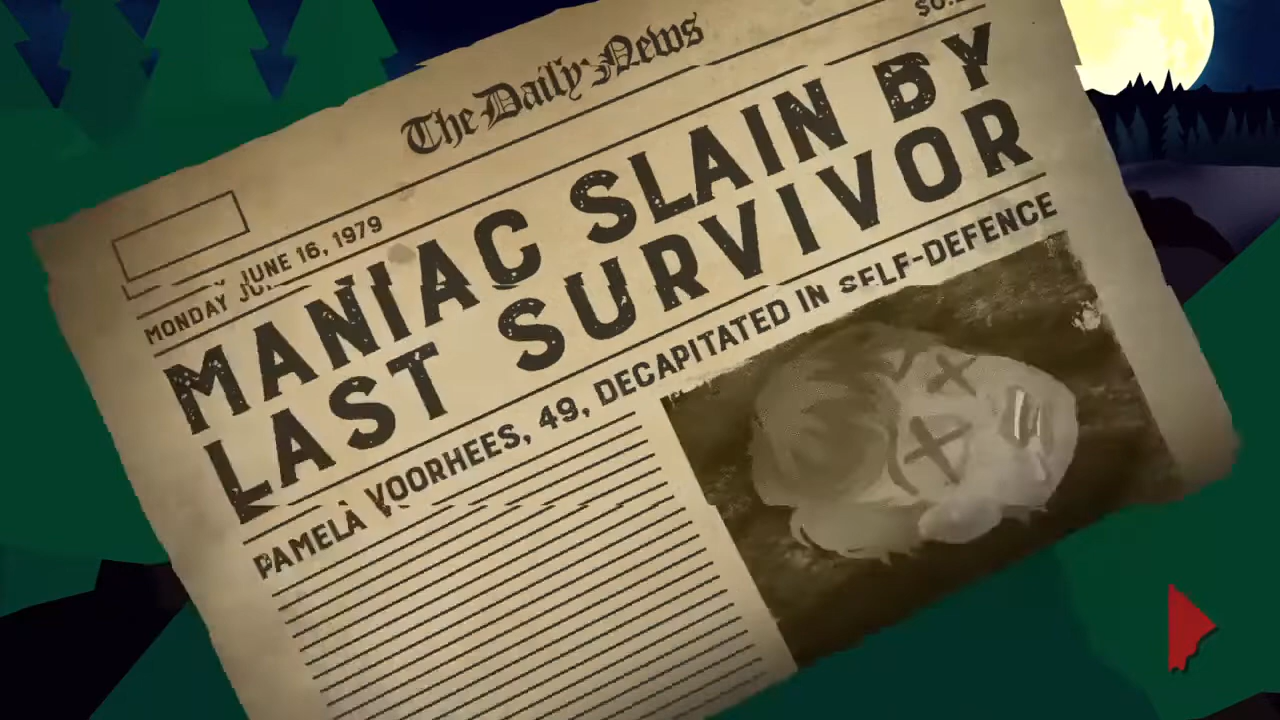 The Daily News
MONDAY JUNE 16, 1979
MANIAC SLAIN BY
LAST SURVIVOR
PAMELA VOORHEES, 49, DECAPITATED IN SELF-DEFENCE